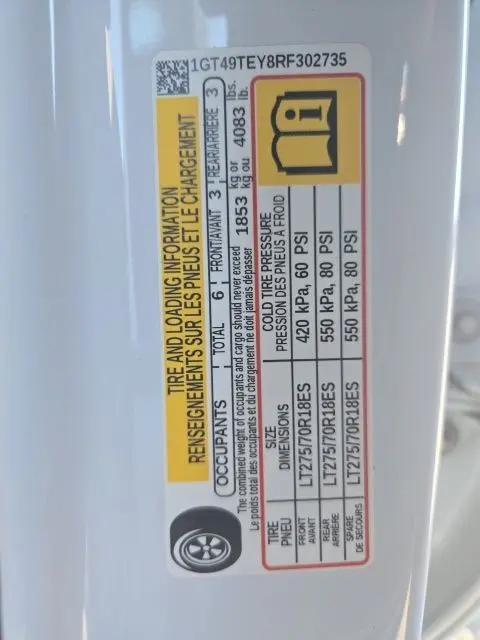 1GT49TEY8RF302735
TIRE AND LOADING INFORMATION
RENSEIGNEMENTS SUR LES PNEUS ET LE CHARGEMENT
OCCUPANTS TOTAL 6 FRONT/AVANT 3 REAR/ARRIÈRE 3
The combined weight of occupants and cargo should never exceed 1853 kg or 4083 lbs.
Le poids total des occupants et du chargement ne doit jamais dépasser kg ou lb.
TIRE SIZE COLD TIRE PRESSURE
PNEU DIMENSIONS PRESSION DES PNEUS À FROID
FRONT
AVANT LT275/70R18ES 420 kPa, 60 PSI
REAR
ARRIÈRE LT275/70R18ES 550 kPa, 80 PSI
SPARE
DE SECOURS LT275/70R18ES 550 kPa, 80 PSI